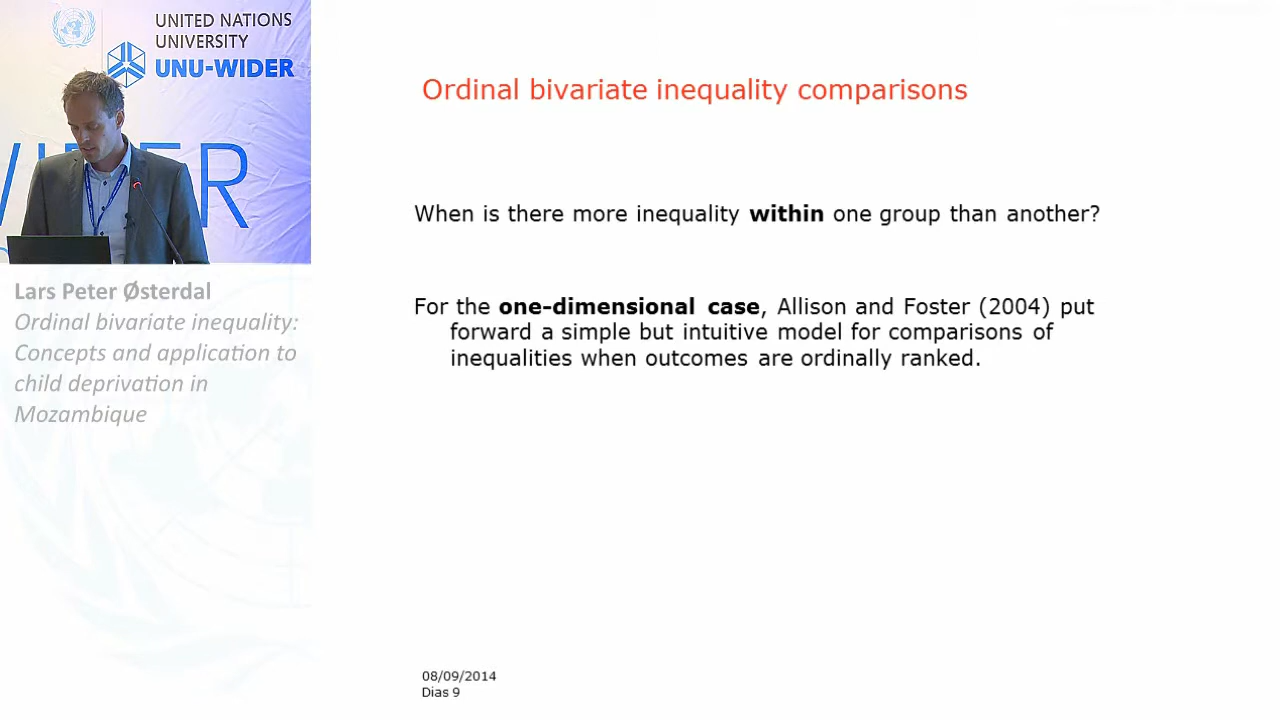 UNITED NATIONS
UNIVERSITY
UNU-WIDER
Lars Peter Østerdal
Ordinal bivariate inequality:
Concepts and application to
child deprivation in
Mozambique
Ordinal bivariate inequality comparisons
When is there more inequality within one group than another?
For the one-dimensional case, Allison and Foster (2004) put
forward a simple but intuitive model for comparisons of
inequalities when outcomes are ordinally ranked.
08/09/2014
Dias 9